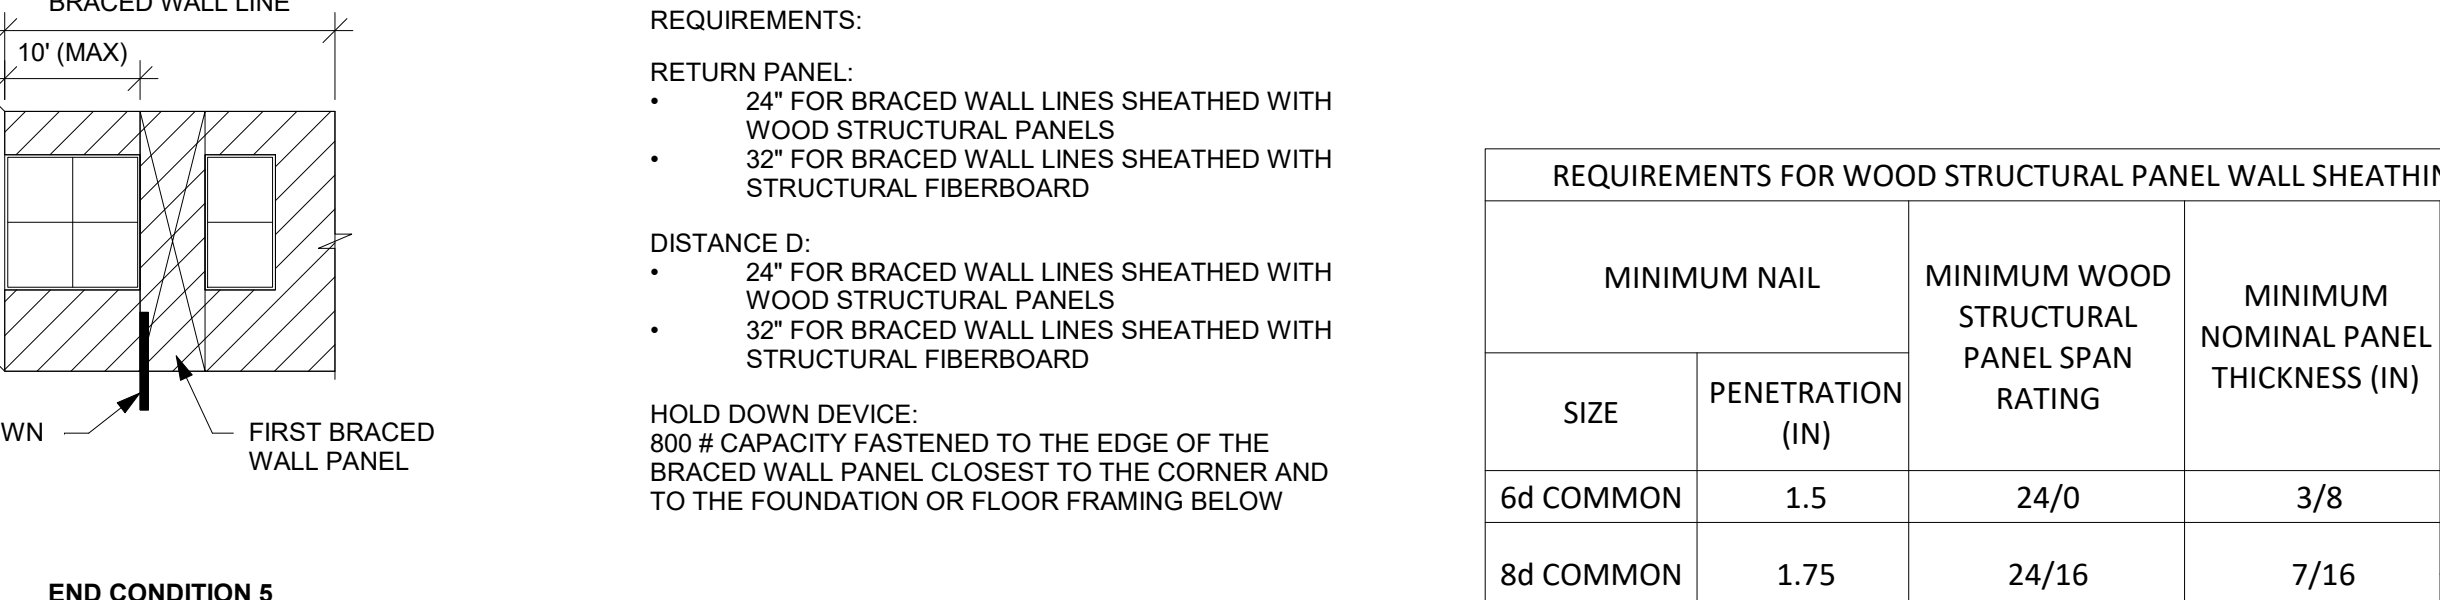 BRACED WALL LINE
10' (MAX)
WN
FIRST BRACED
WALL PANEL
END CONDITION 5
REQUIREMENTS:
RETURN PANEL:
• 24" FOR BRACED WALL LINES SHEATHED WITH
WOOD STRUCTURAL PANELS
• 32" FOR BRACED WALL LINES SHEATHED WITH
STRUCTURAL FIBERBOARD
DISTANCE D:
• 24" FOR BRACED WALL LINES SHEATHED WITH
WOOD STRUCTURAL PANELS
• 32" FOR BRACED WALL LINES SHEATHED WITH
STRUCTURAL FIBERBOARD
HOLD DOWN DEVICE:
800 # CAPACITY FASTENED TO THE EDGE OF THE
BRACED WALL PANEL CLOSEST TO THE CORNER AND
TO THE FOUNDATION OR FLOOR FRAMING BELOW
REQUIREMENTS FOR WOOD STRUCTURAL PANEL WALL SHEATHIN
MINIMUM NAIL
MINIMUM WOOD
STRUCTURAL
PANEL SPAN
RATING
MINIMUM
NOMINAL PANEL
THICKNESS (IN)
SIZE
PENETRATION
(IN)
6d COMMON 1.5 24/0 3/8
8d COMMON 1.75 24/16 7/16